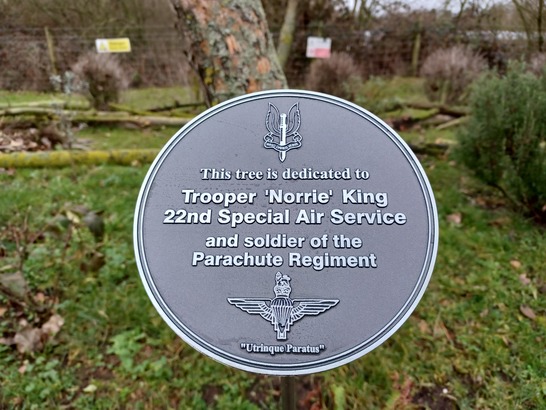 This tree is dedicated to
Trooper 'Norrie' King
22nd Special Air Service
and soldier of the
Parachute Regiment
"Utrinque Paratus"